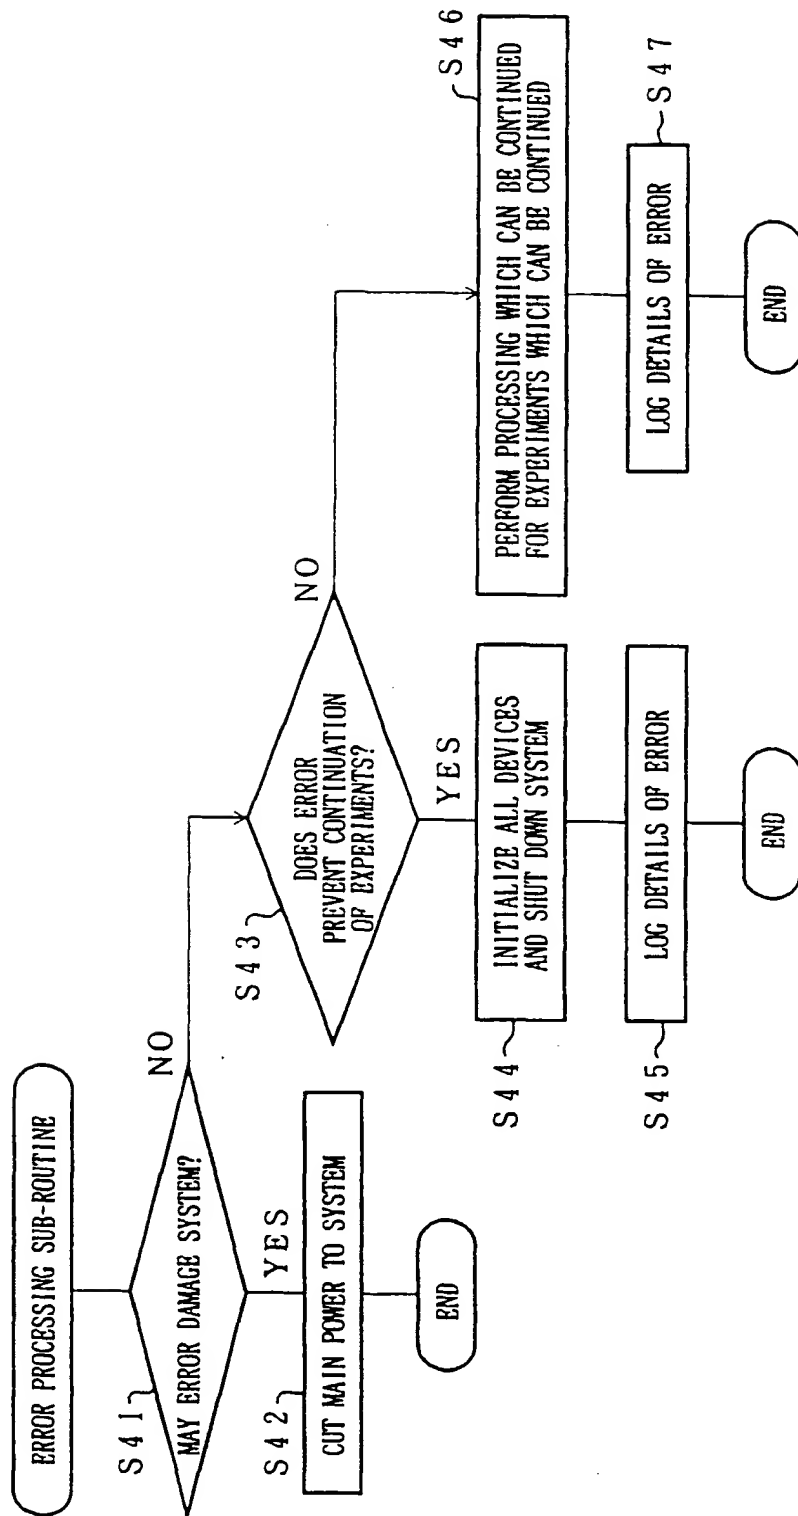 ERROR PROCESSING SUB-ROUTINE
S41
MAY ERROR DAMAGE SYSTEM?
NO
YES
S42
CUT MAIN POWER TO SYSTEM
END
S43
DOES ERROR
PREVENT CONTINUATION
OF EXPERIMENTS?
NO
YES
S44
INITIALIZE ALL DEVICES
AND SHUT DOWN SYSTEM
S45
LOG DETAILS OF ERROR
END
S46
PERFORM PROCESSING WHICH CAN BE CONTINUED
FOR EXPERIMENTS WHICH CAN BE CONTINUED
S47
LOG DETAILS OF ERROR
END